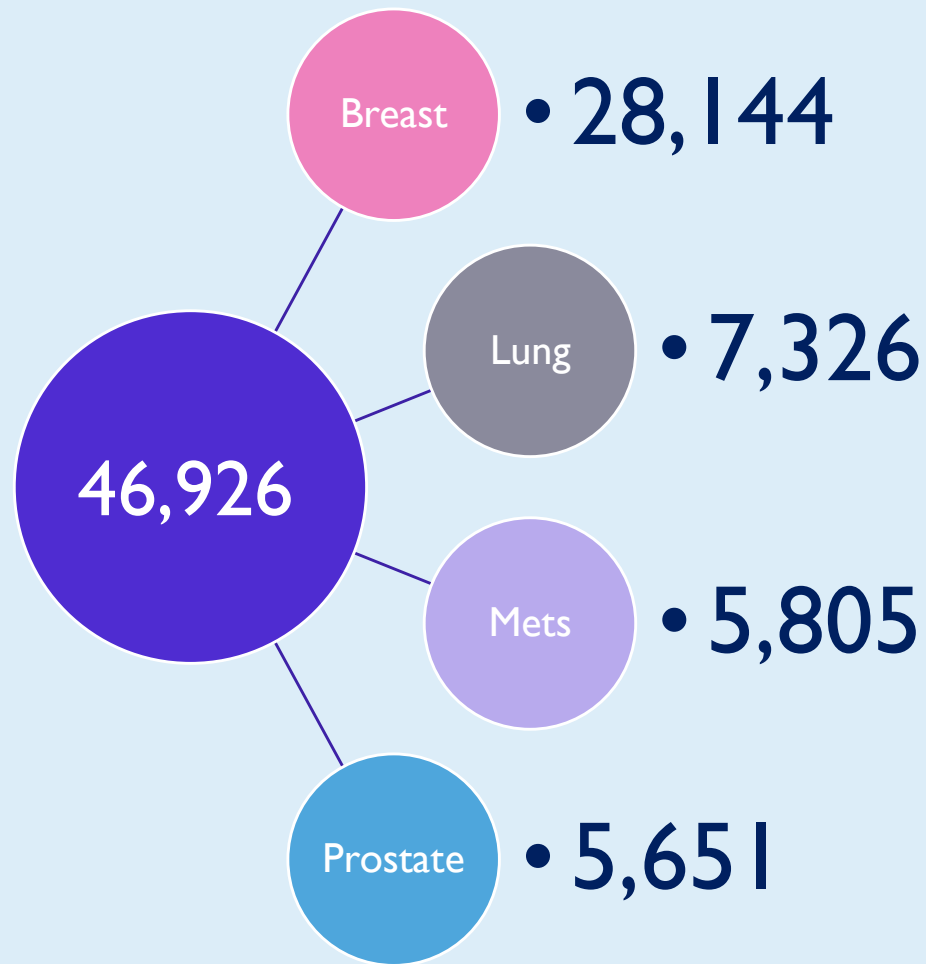 46,926
Breast
• 28,144
Lung
• 7,326
Mets
• 5,805
Prostate
• 5,651